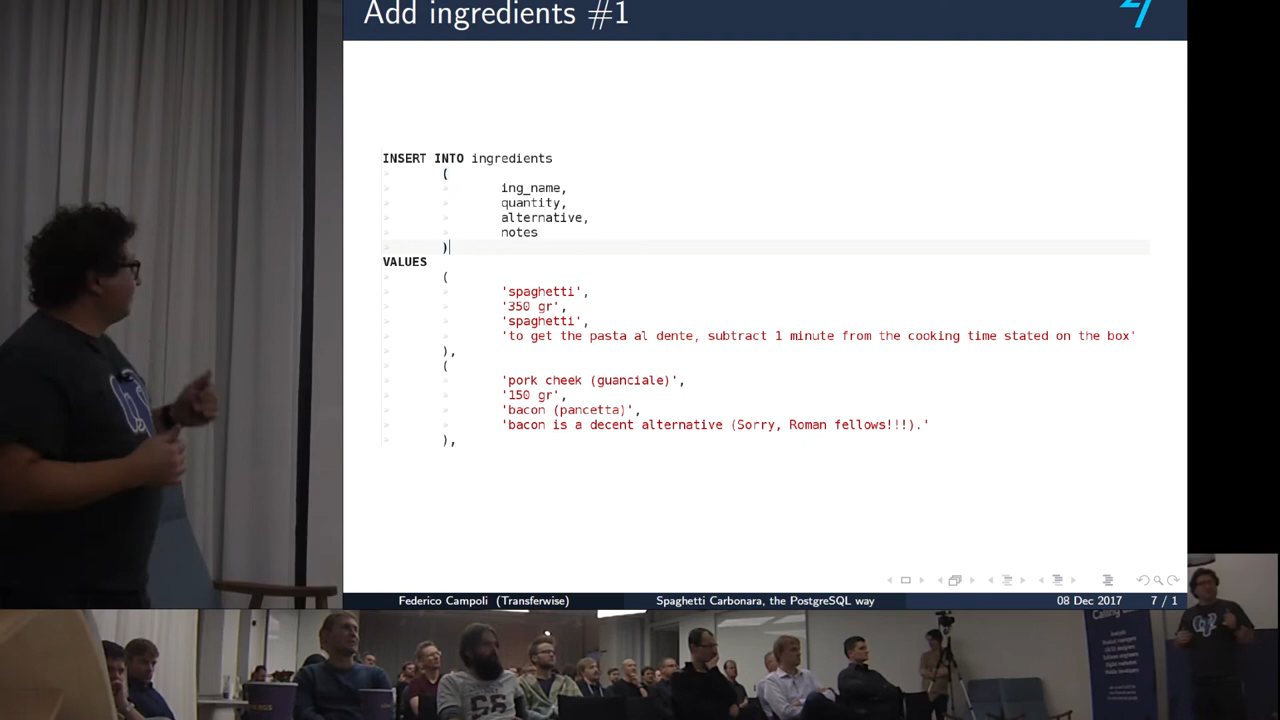 Add ingredients #1
INSERT INTO ingredients
(
ing_name,
quantity,
alternative,
notes
)
VALUES
(
'spaghetti',
'350 gr',
'spaghetti',
'to get the pasta al dente, subtract 1 minute from the cooking time stated on the box'
),
(
'pork cheek (guanciale)',
'150 gr',
'bacon (pancetta)',
'bacon is a decent alternative (Sorry, Roman fellows!!!).'
),
Federico Campoli (Transferwise) Spaghetti Carbonara, the PostgreSQL way 08 Dec 2017 7 / 1
Calling